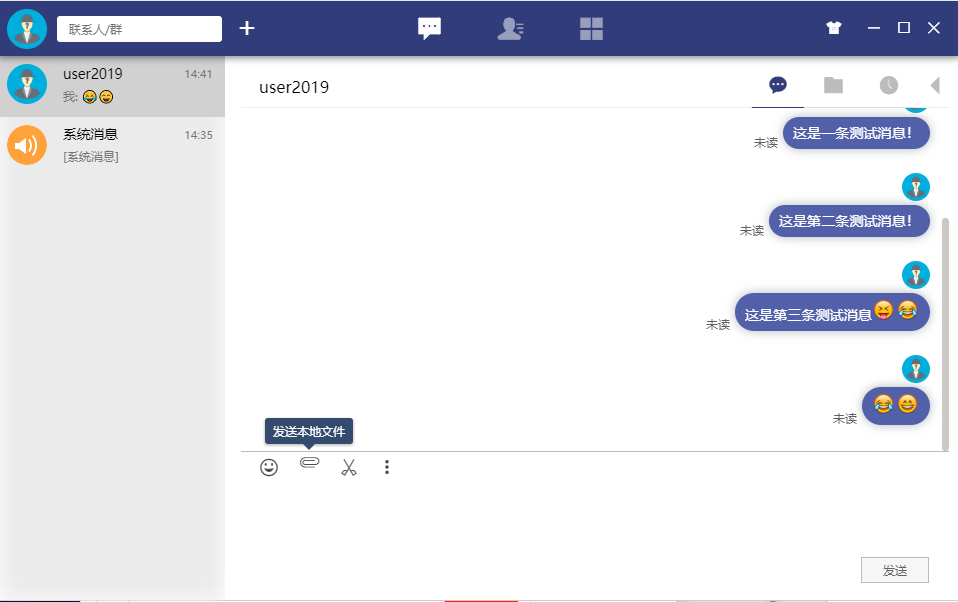 联系人/群
user2019
14:41
我: 😂😄
系统消息
14:35
[系统消息]
user2019
未读
这是一条测试消息!
未读
这是第二条测试消息!
未读
这是第三条测试消息😝😂
未读
😂😄
发送本地文件
发送